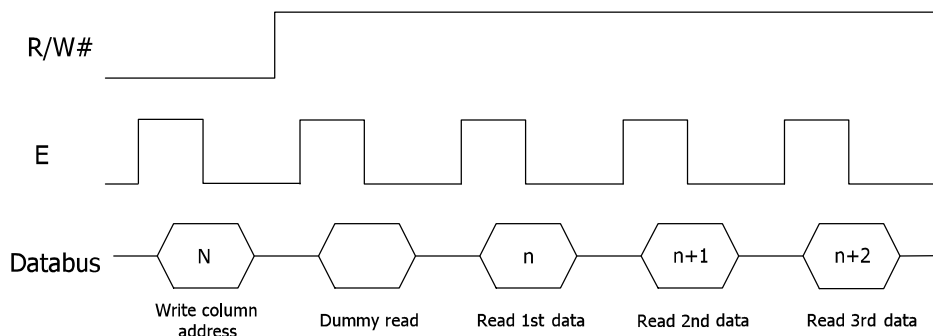 R/W#
E
Databus
N
n
n+1
n+2
Write column
address
Dummy read
Read 1st data
Read 2nd data
Read 3rd data